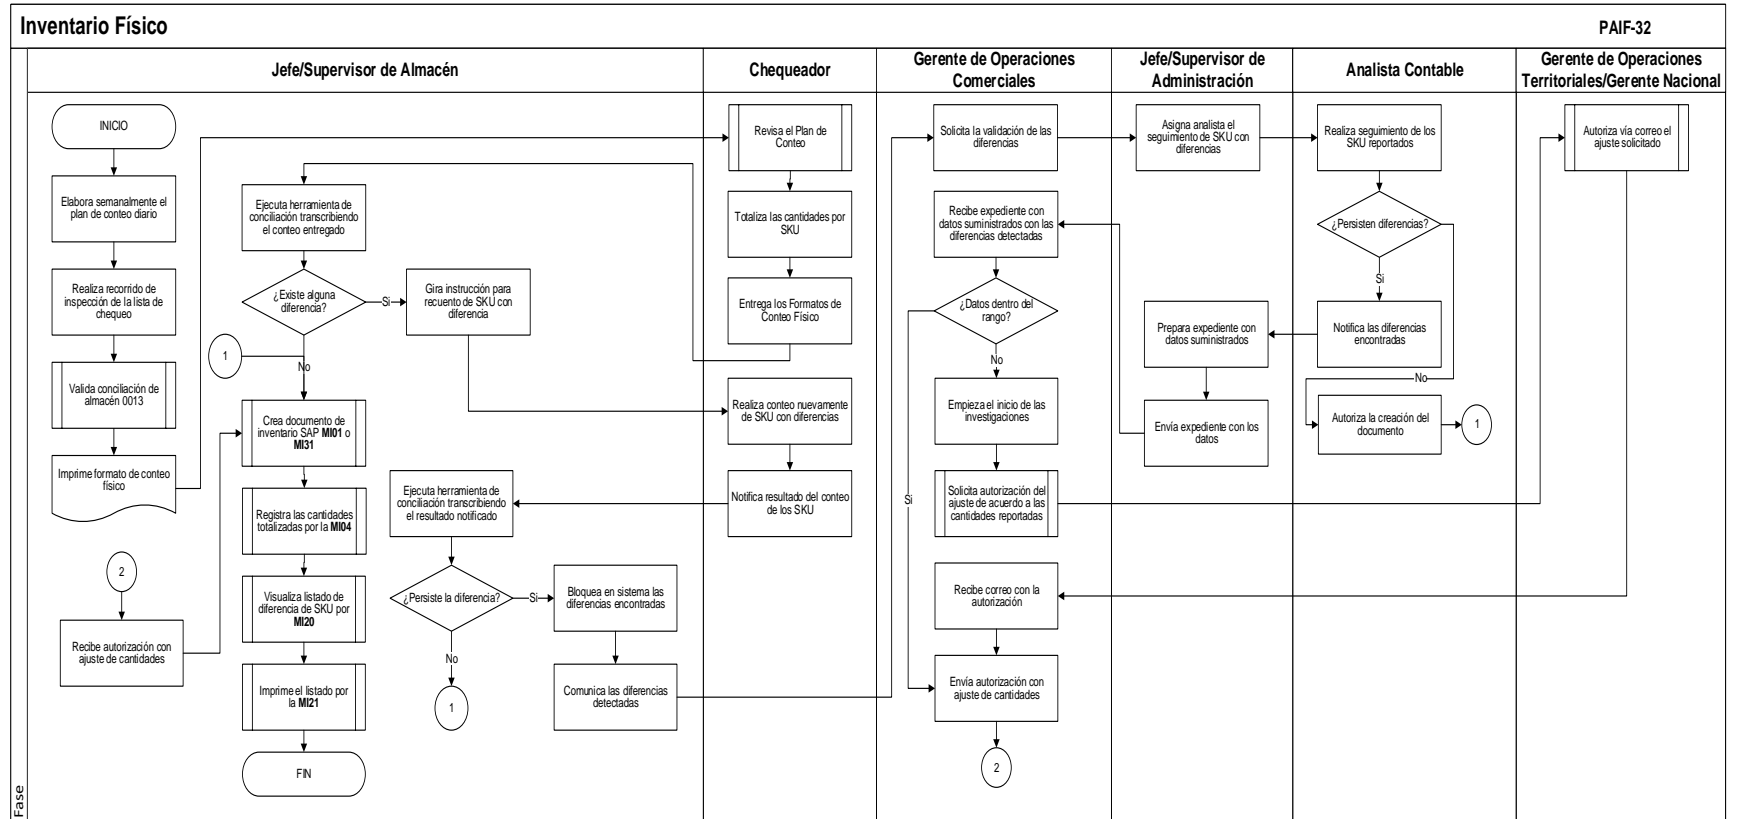 Inventario Físico
PAIF-32
Fase
Jefe/Supervisor de Almacén
Chequeador
Gerente de Operaciones
Comerciales
Jefe/Supervisor de
Administración
Analista Contable
Gerente de Operaciones
Territoriales/Gerente Nacional
INICIO
Elabora semanalmente el
plan de conteo diario
Realiza recorrido de
inspección de la lista de
chequeo
Valida conciliación de
almacén 0013
Imprime formato de conteo
físico
2
Recibe autorización con
ajuste de cantidades
Ejecuta herramienta de
conciliación transcribiendo
el conteo entregado
¿Existe alguna
diferencia?
Si
No
1
Gira instrucción para
recuento de SKU con
diferencia
Crea documento de
inventario SAP MI01 o
MI31
Registra las cantidades
totalizadas por la MI04
Visualiza listado de
diferencia de SKU por
MI20
Imprime el listado por
la MI21
FIN
Ejecuta herramienta de
conciliación transcribiendo
el resultado notificado
¿Persiste la diferencia?
Si
No
1
Bloquea en sistema las
diferencias encontradas
Comunica las diferencias
detectadas
Revisa el Plan de
Conteo
Totaliza las cantidades por
SKU
Entrega los Formatos de
Conteo Físico
Realiza conteo nuevamente
de SKU con diferencias
Notifica resultado del conteo
de los SKU
Solicita la validación de las
diferencias
Recibe expediente con
datos suministrados con las
diferencias detectadas
¿Datos dentro del
rango?
No
Si
Empieza el inicio de las
investigaciones
Solicita autorización del
ajuste de acuerdo a las
cantidades reportadas
Recibe correo con la
autorización
Envía autorización con
ajuste de cantidades
2
Asigna analista el
seguimiento de SKU con
diferencias
Prepara expediente con
datos suministrados
Envía expediente con los
datos
Realiza seguimiento de los
SKU reportados
¿Persisten diferencias?
Si
Notifica las diferencias
encontradas
No
Autoriza la creación del
documento
1
Autoriza vía correo el
ajuste solicitado